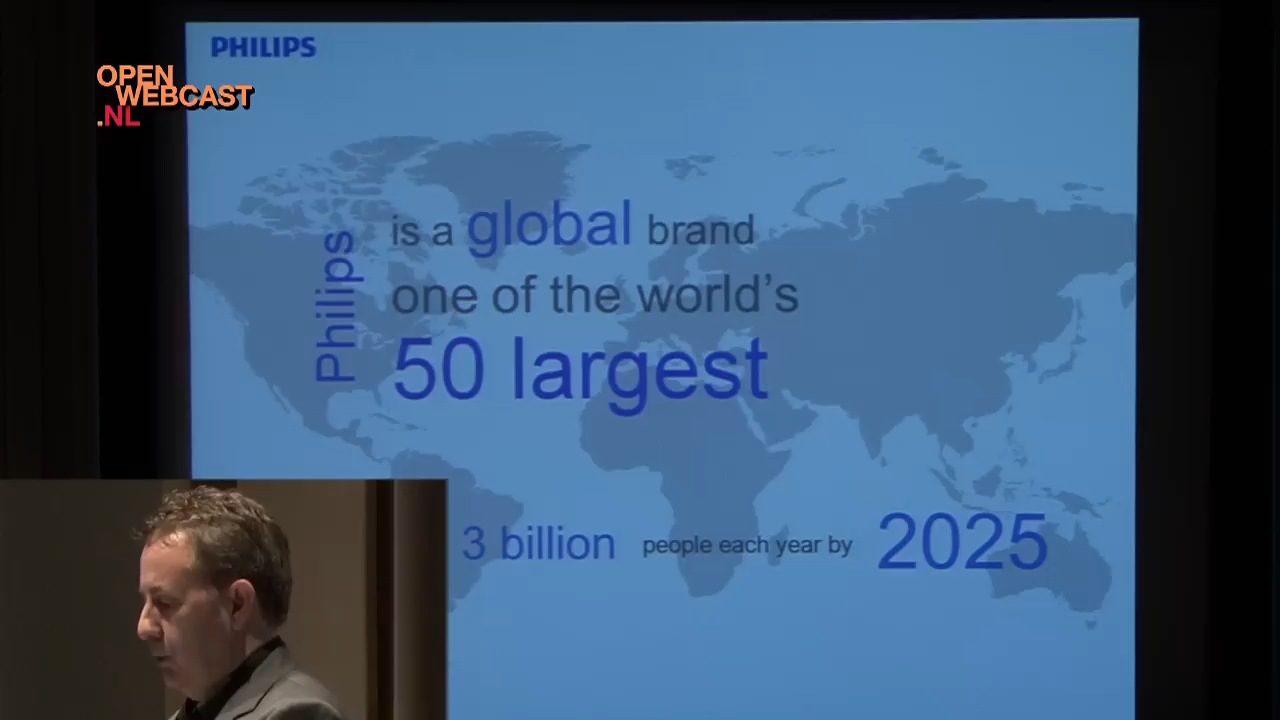 PHILIPS
OPEN
WEBCAST
.NL
Philips
is a global brand
one of the world's
50 largest
3 billion people each year by 2025